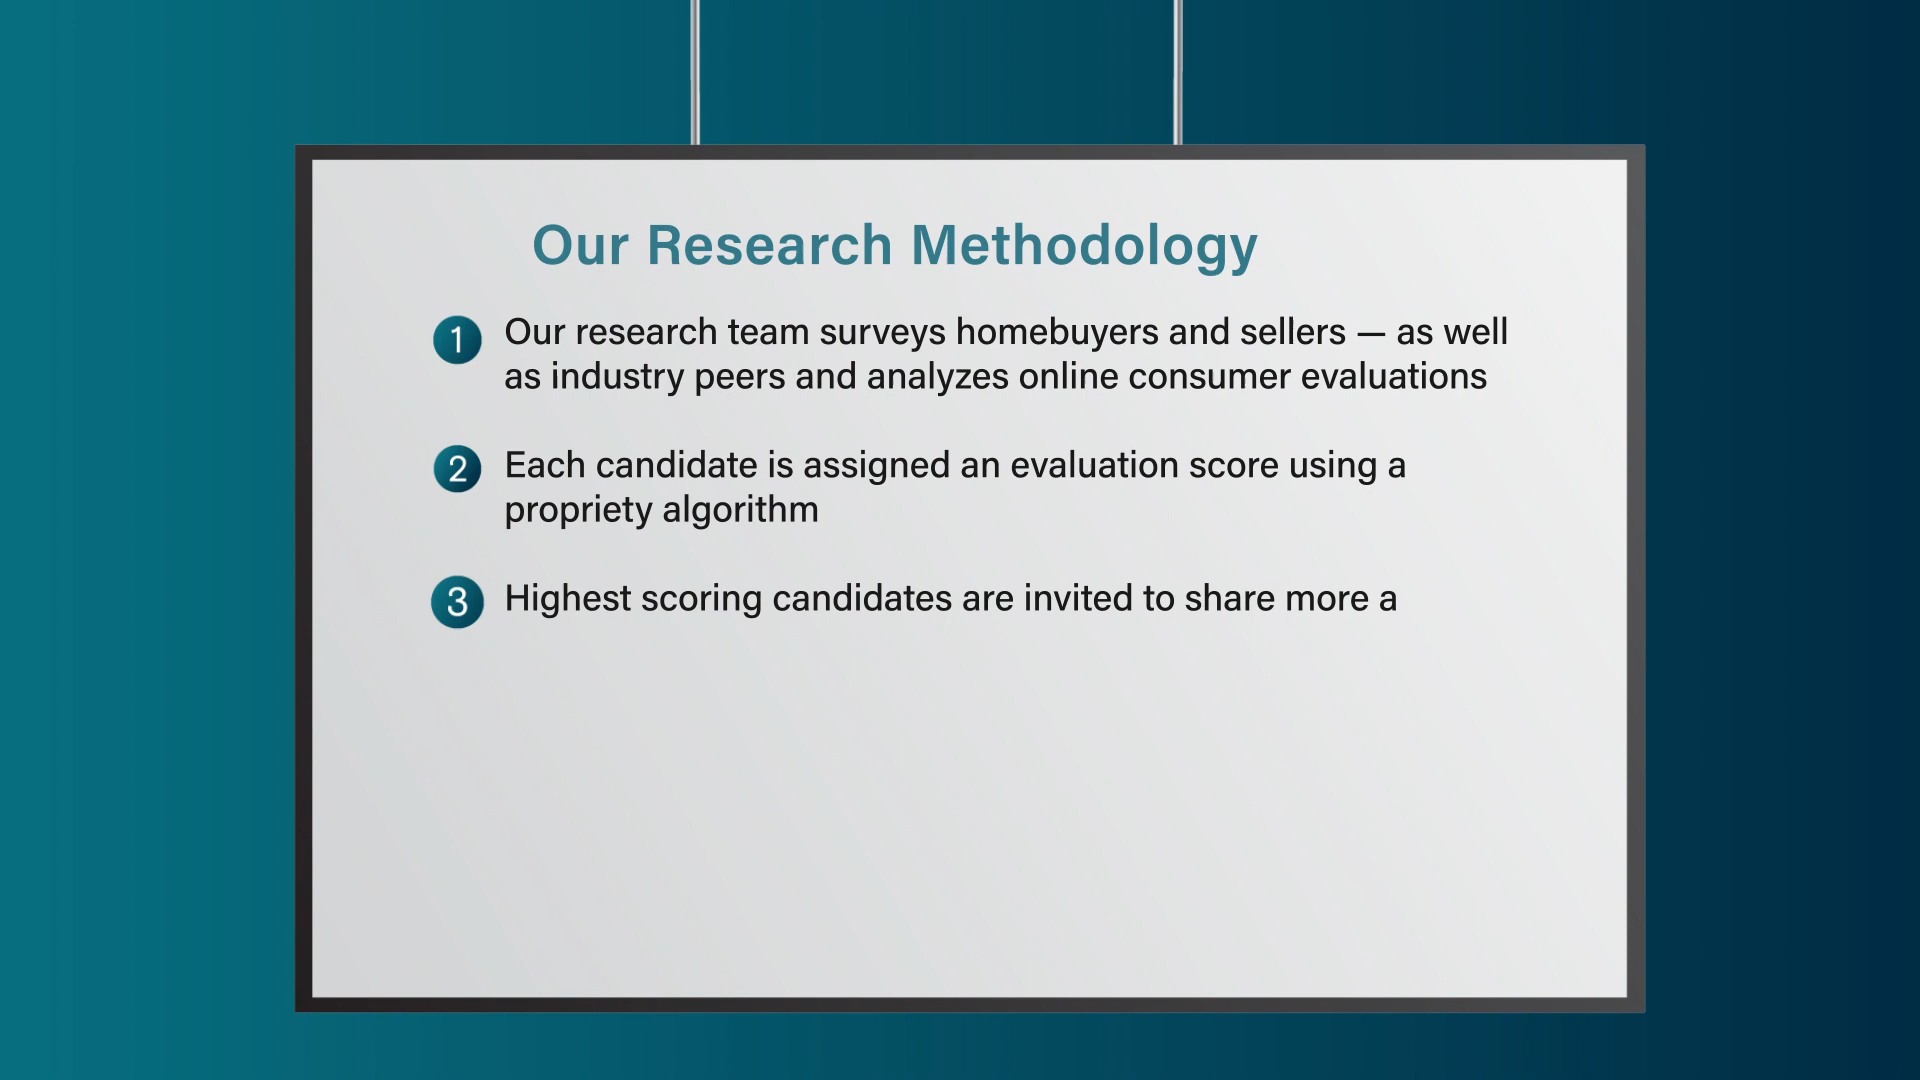 Our Research Methodology
1 Our research team surveys homebuyers and sellers — as well
as industry peers and analyzes online consumer evaluations
2 Each candidate is assigned an evaluation score using a
propriety algorithm
3 Highest scoring candidates are invited to share more a